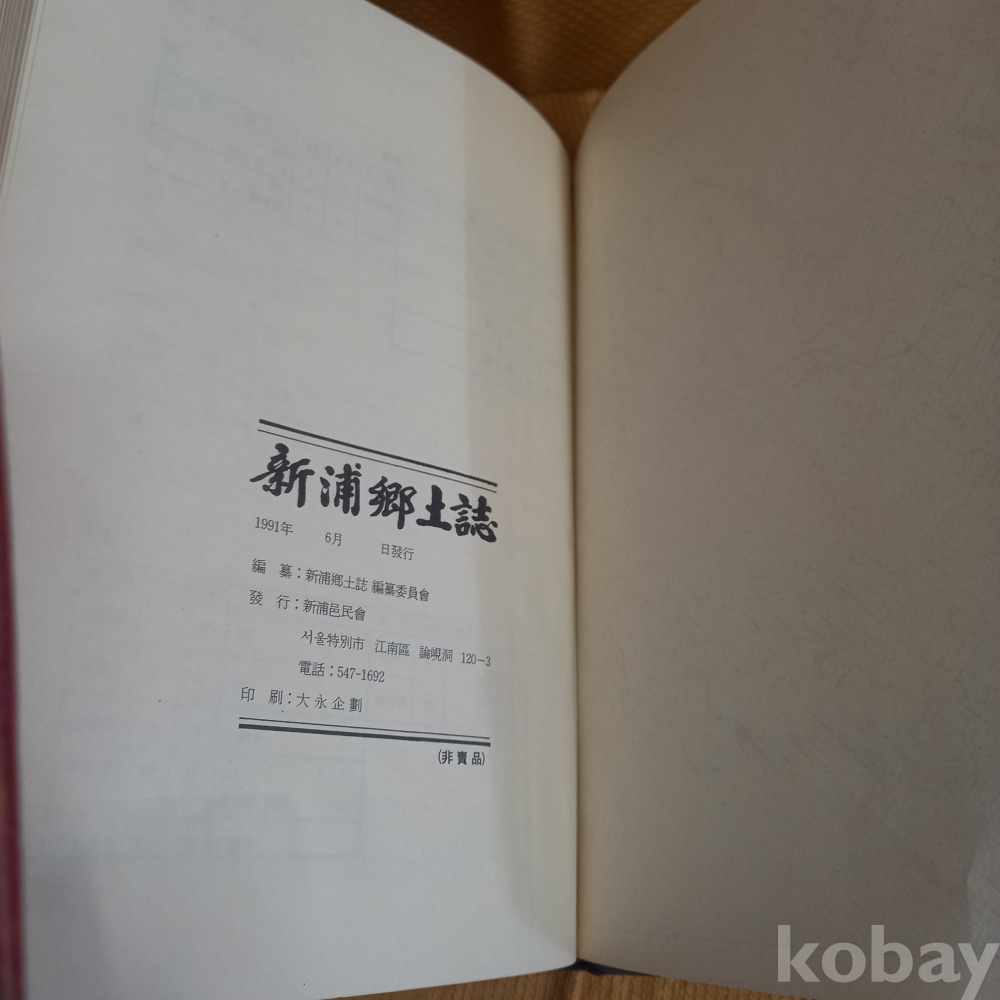 新浦鄕土誌
1991年 6月 日發行
編 纂 : 新浦鄕土誌 編纂委員會
發 行 : 新浦邑民會
서울特別市 江南區 論峴洞 120-3
電話 : 547-1692
印 刷 : 大永企劃
(非賣品)
kobay